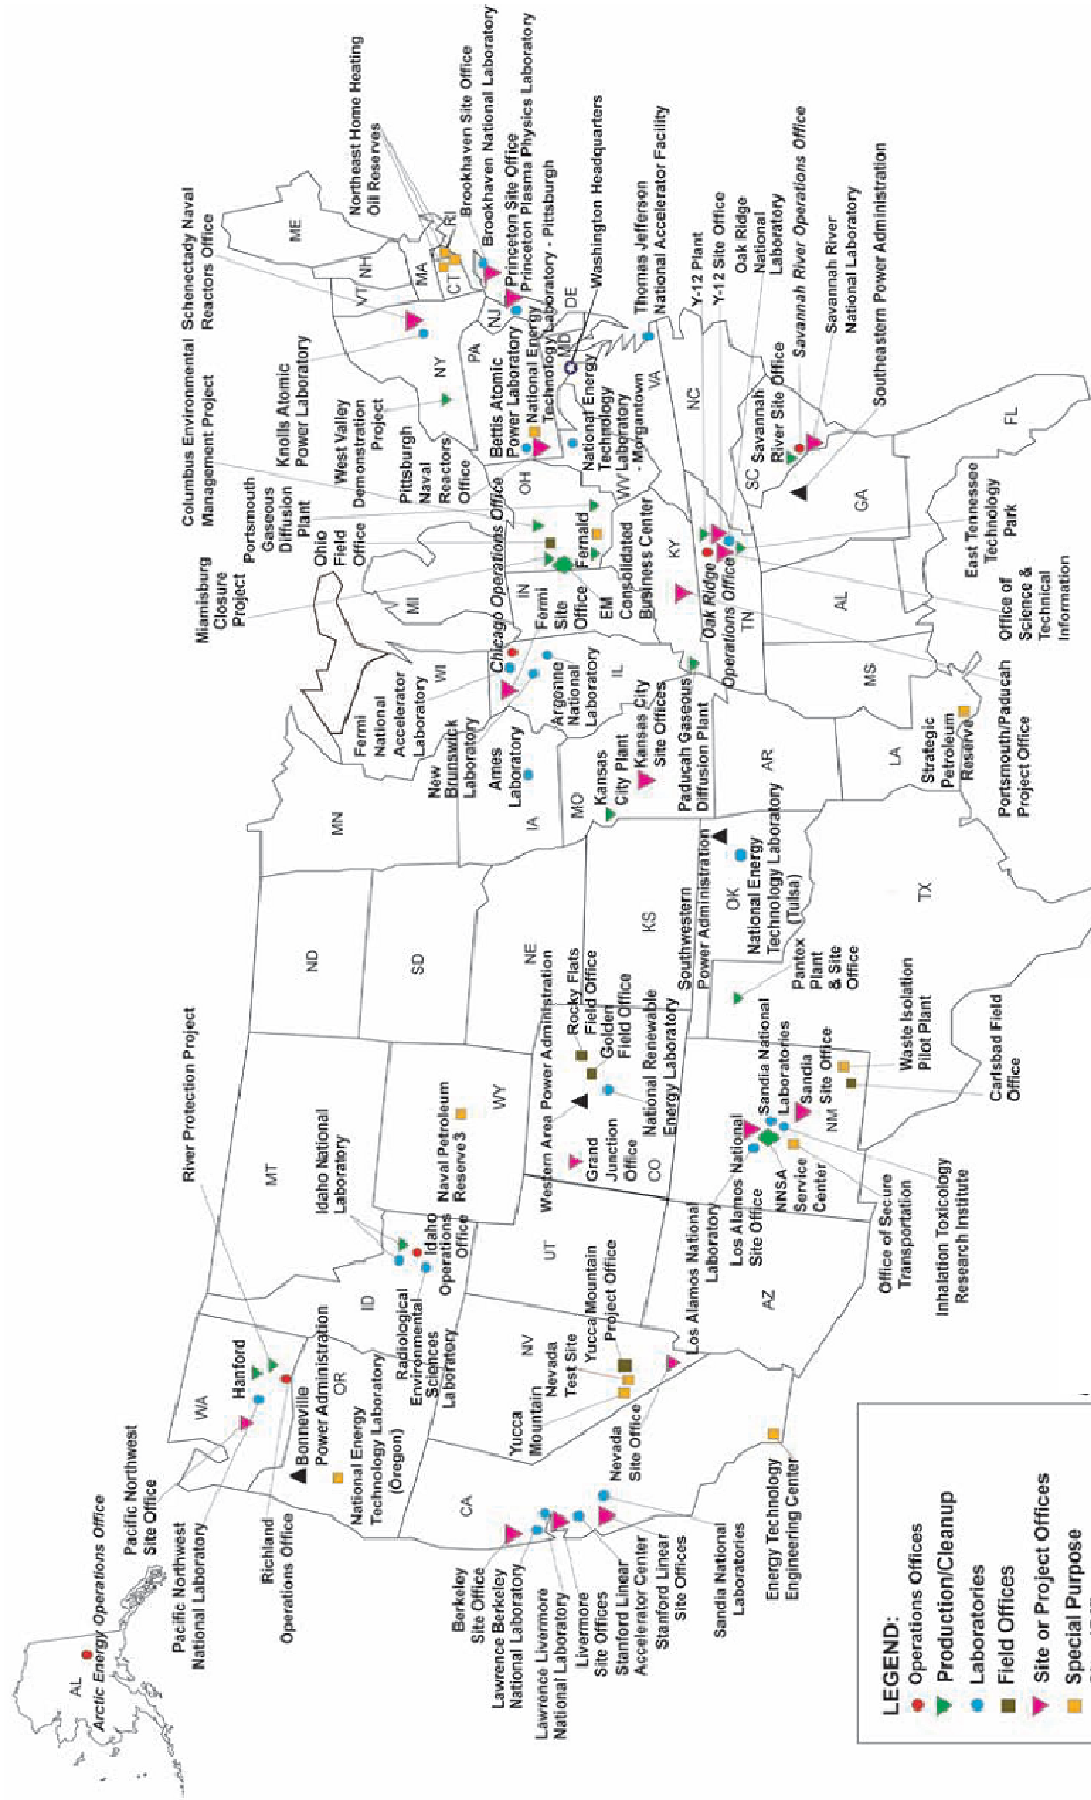 AL
Arctic Energy Operations Office
Pacific Northwest
Site Office
Pacific Northwest
National Laboratory
Richland
Operations Office
WA
Hanford
River Protection Project
Bonneville
Power Administration
OR
National Energy
Technology Laboratory
(Oregon)
ID
Radiological
Environmental
Sciences
Laboratory
Idaho
Operations
Office
Idaho National
Laboratory
MT
Naval Petroleum
Reserve3
WY
ND
SD
NE
MN
CA
Berkeley
Site Office
Lawrence Berkeley
National Laboratory
Lawrence Livermore
National Laboratory
Livermore
Site Offices
Stanford Linear
Accelerator Center
Stanford Linear
Site Offices
Sandia National
Laboratories
Energy Technology
Engineering Center
NV
Yucca
Mountain
Nevada
Test Site
Yucca Mountain
Project Office
Nevada
Site Office
UT
AZ
Los Alamos National
Los Alamos National
Laboratory
Los Alamos National
Site Office
NNSA
Service
Center
Office of Secure
Transportation
Inhalation Toxicology
Research Institute
Sandia National
Laboratories
Sandia
Site Office
NM
Waste Isolation
Pilot Plant
Carlsbad Field
Office
Western Area Power Administration
Rocky Flats
Field Office
Golden
Field Office
National Renewable
Energy Laboratory
Grand
Junction
Office
CO
KS
Southwestern
Power Administration
OK
National Energy
Technology Laboratory
(Tulsa)
Pantex
Plant
& Site
Office
TX
IA
Ames
Laboratory
New
Brunswick
Laboratory
Fermi
National
Accelerator
Laboratory
WI
MI
Chicago Operations Office
Fermi
Site
Office
Argonne
National
Laboratory
IL
IN
MO
Kansas
City Plant
Kansas City
Site Offices
Paducah Gaseous
Diffusion Plant
AR
LA
MS
Strategic
Petroleum
Reserve
Portsmouth/Paducah
Project Office
Miamisburg
Closure
Project
Ohio
Field
Office
Portsmouth
Gaseous
Diffusion
Plant
Columbus Environmental
Management Project
OH
Fernald
EM
Consolidated
Business Center
KY
Oak Ridge
Operations Office
TN
AL
Office of
Science &
Technical
Information
East Tennessee
Technology
Park
GA
FL
SC
NC
Savannah
River Site Office
Y-12 Plant
Y-12 Site Office
Oak Ridge
National
Laboratory
Savannah River Operations Office
Savannah River
National Laboratory
Southeastern Power Administration
Schenectady Naval
Reactors Office
Knolls Atomic
Power Laboratory
West Valley
Demonstration
Project
Pittsburgh
Naval
Reactors
Office
Bettis Atomic
Power Laboratory
National Energy
Technology Laboratory - Pittsburgh
National Energy
Technology
Laboratory
- Morgantown
WV
VA
MD
DE
NJ
PA
NY
VT
NH
ME
MA
CT
RI
Northeast Home Heating
Oil Reserves
Brookhaven Site Office
Brookhaven National Laboratory
Princeton Site Office
Princeton Plasma Physics Laboratory
Washington Headquarters
Thomas Jefferson
National Accelerator Facility
LEGEND:
Operations Offices
Production/Cleanup
Laboratories
Field Offices
Site or Project Offices
Special Purpose